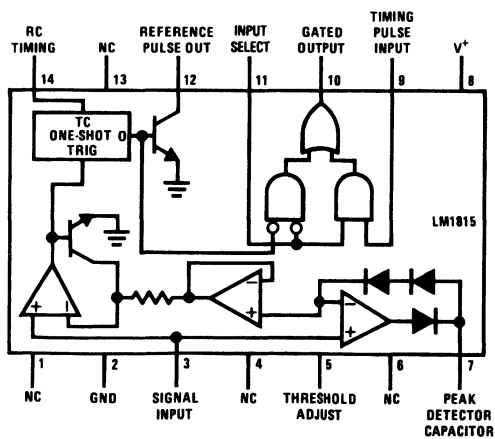 RC
TIMING
NC
REFERENCE
PULSE OUT
INPUT
SELECT
GATED
OUTPUT
TIMING
PULSE
INPUT
V+
14
13
12
11
10
9
8
TC
ONE-SHOT O
TRIG
LM1815
+
−
−
+
−
+
1
2
3
4
5
6
7
NC
GND
SIGNAL
INPUT
NC
THRESHOLD
ADJUST
NC
PEAK
DETECTOR
CAPACITOR